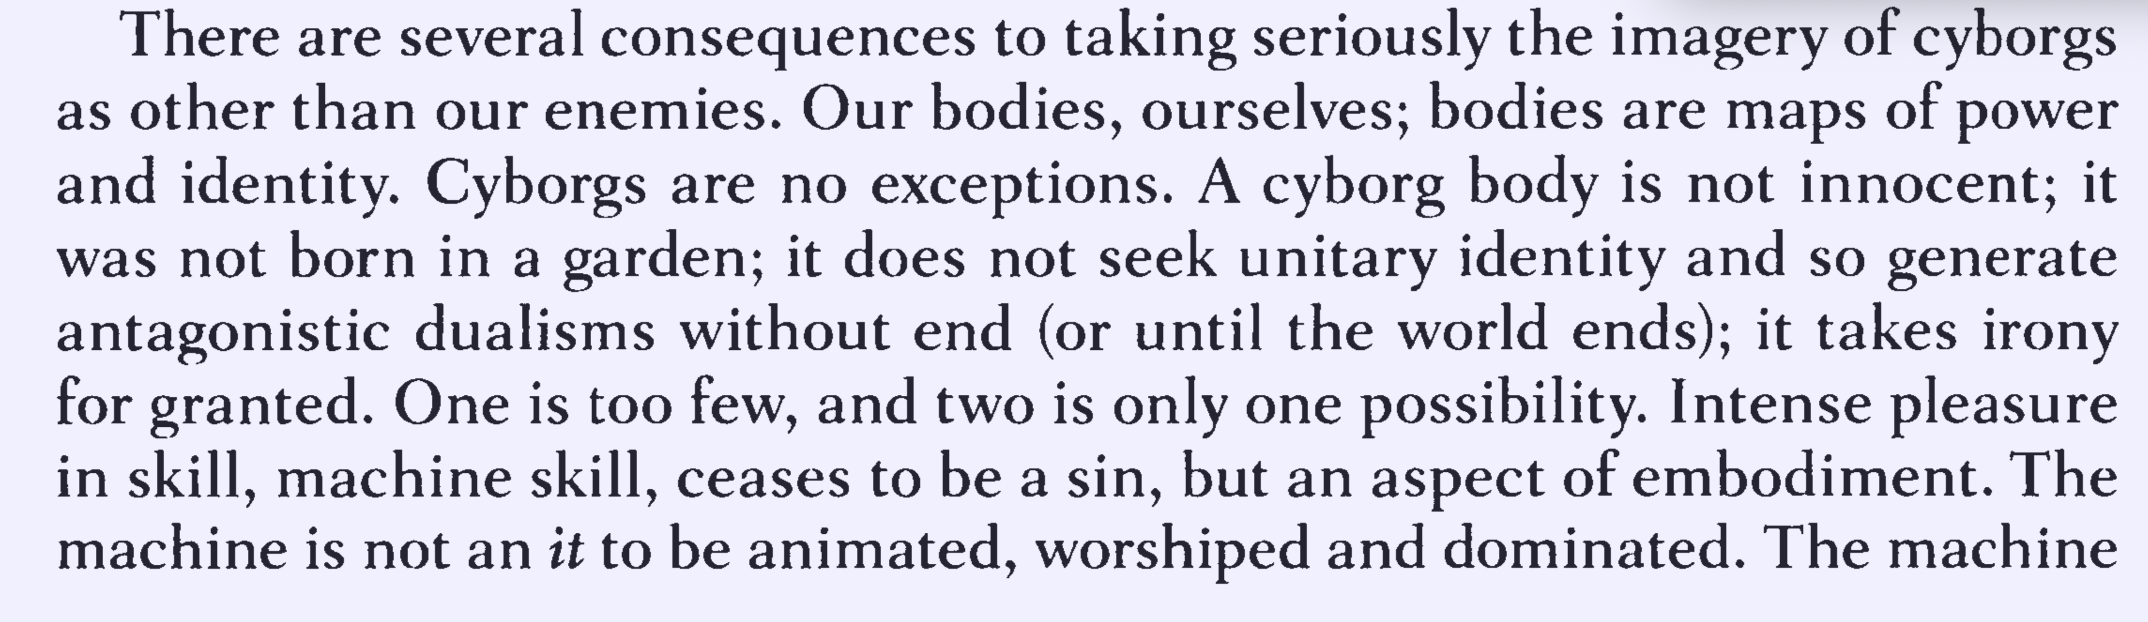 There are several consequences to taking seriously the imagery of cyborgs
as other than our enemies. Our bodies, ourselves; bodies are maps of power
and identity. Cyborgs are no exceptions. A cyborg body is not innocent; it
was not born in a garden; it does not seek unitary identity and so generate
antagonistic dualisms without end (or until the world ends); it takes irony
for granted. One is too few, and two is only one possibility. Intense pleasure
in skill, machine skill, ceases to be a sin, but an aspect of embodiment. The
machine is not an it to be animated, worshiped and dominated. The machine